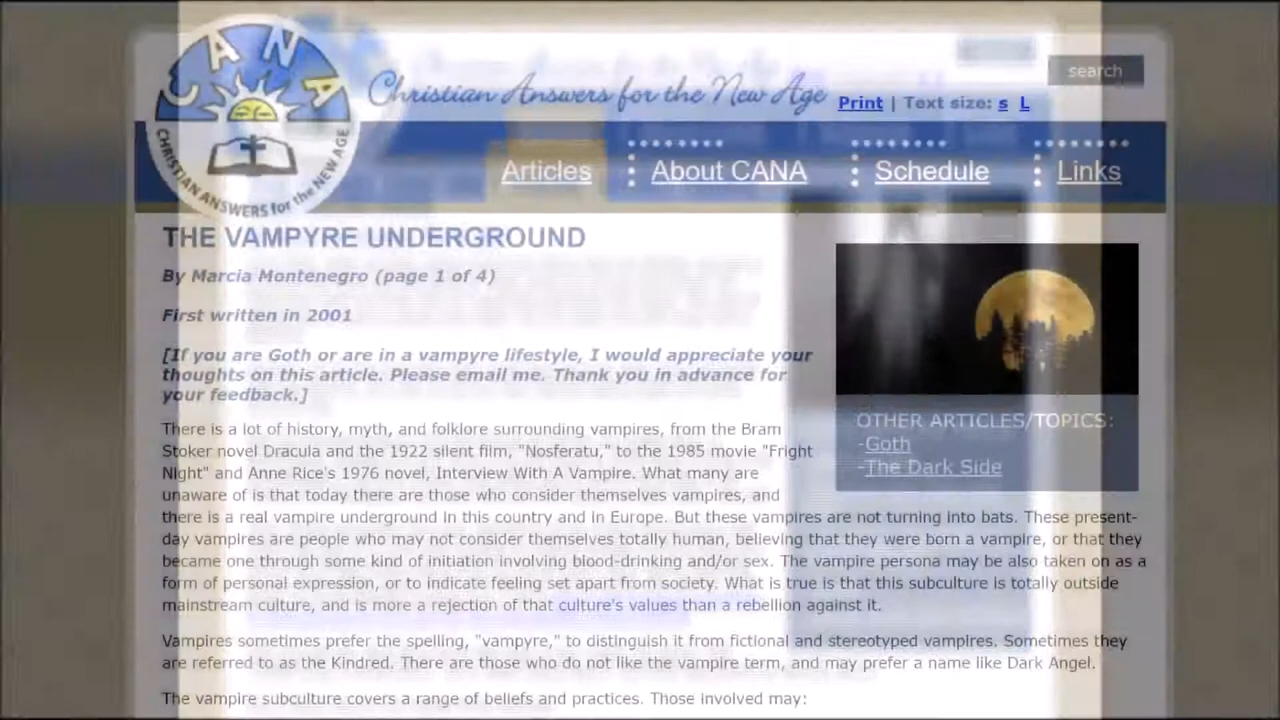 CANA
CHRISTIAN ANSWERS for the NEW AGE
Christian Answers for the New Age
search
Print | Text size: s L
Articles
About CANA
Schedule
Links
THE VAMPYRE UNDERGROUND
By Marcia Montenegro (page 1 of 4)
First written in 2001
[If you are Goth or are in a vampyre lifestyle, I would appreciate your
thoughts on this article. Please email me. Thank you in advance for
your feedback.]
There is a lot of history, myth, and folklore surrounding vampires, from the Bram
Stoker novel Dracula and the 1922 silent film, "Nosferatu," to the 1985 movie "Fright
Night" and Anne Rice's 1976 novel, Interview With A Vampire. What many are
unaware of is that today there are those who consider themselves vampires, and
there is a real vampire underground in this country and in Europe. But these vampires are not turning into bats. These present-
day vampires are people who may not consider themselves totally human, believing that they were born a vampire, or that they
became one through some kind of initiation involving blood-drinking and/or sex. The vampire persona may be also taken on as a
form of personal expression, or to indicate feeling set apart from society. What is true is that this subculture is totally outside
mainstream culture, and is more a rejection of that culture's values than a rebellion against it.
Vampires sometimes prefer the spelling, "vampyre," to distinguish it from fictional and stereotyped vampires. Sometimes they
are referred to as the Kindred. There are those who do not like the vampire term, and may prefer a name like Dark Angel.
The vampire subculture covers a range of beliefs and practices. Those involved may:
OTHER ARTICLES/TOPICS:
-Goth
-The Dark Side